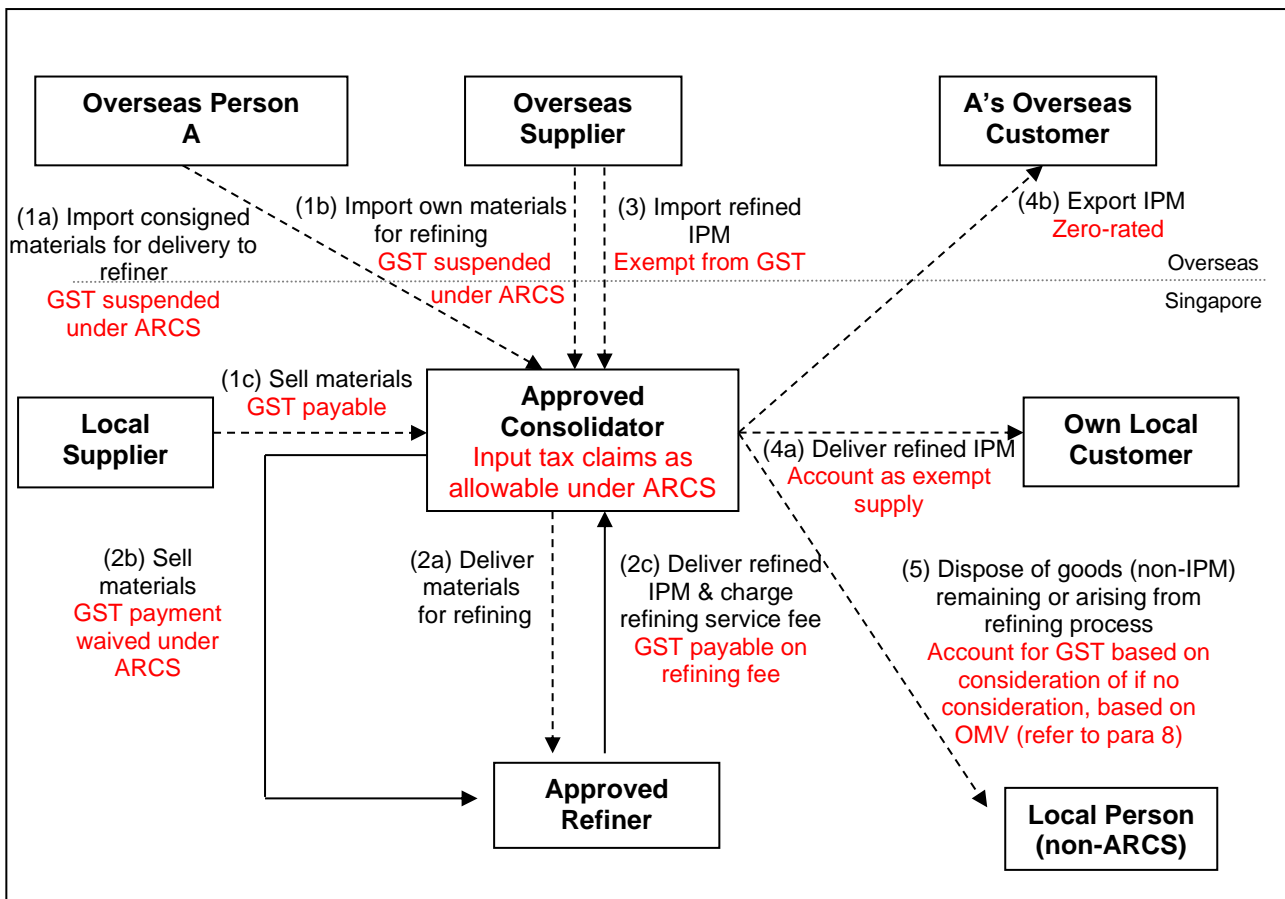 Overseas Person
A
Overseas
Supplier
A's Overseas
Customer
(1a) Import consigned
materials for delivery to
refiner
GST suspended
under ARCS
(1b) Import own materials
for refining
GST suspended
under ARCS
(3) Import refined
IPM
Exempt from GST
(4b) Export IPM
Zero-rated
Overseas
Singapore
(1c) Sell materials
GST payable
Local
Supplier
Approved
Consolidator
Input tax claims as
allowable under ARCS
(4a) Deliver refined IPM
Account as exempt
supply
Own Local
Customer
(2b) Sell
materials
GST payment
waived under
ARCS
(2a) Deliver
materials
for refining
(2c) Deliver refined
IPM & charge
refining service fee
GST payable on
refining fee
(5) Dispose of goods (non-IPM)
remaining or arising from
refining process
Account for GST based on
consideration of if no
consideration, based on
OMV (refer to para 8)
Approved
Refiner
Local Person
(non-ARCS)